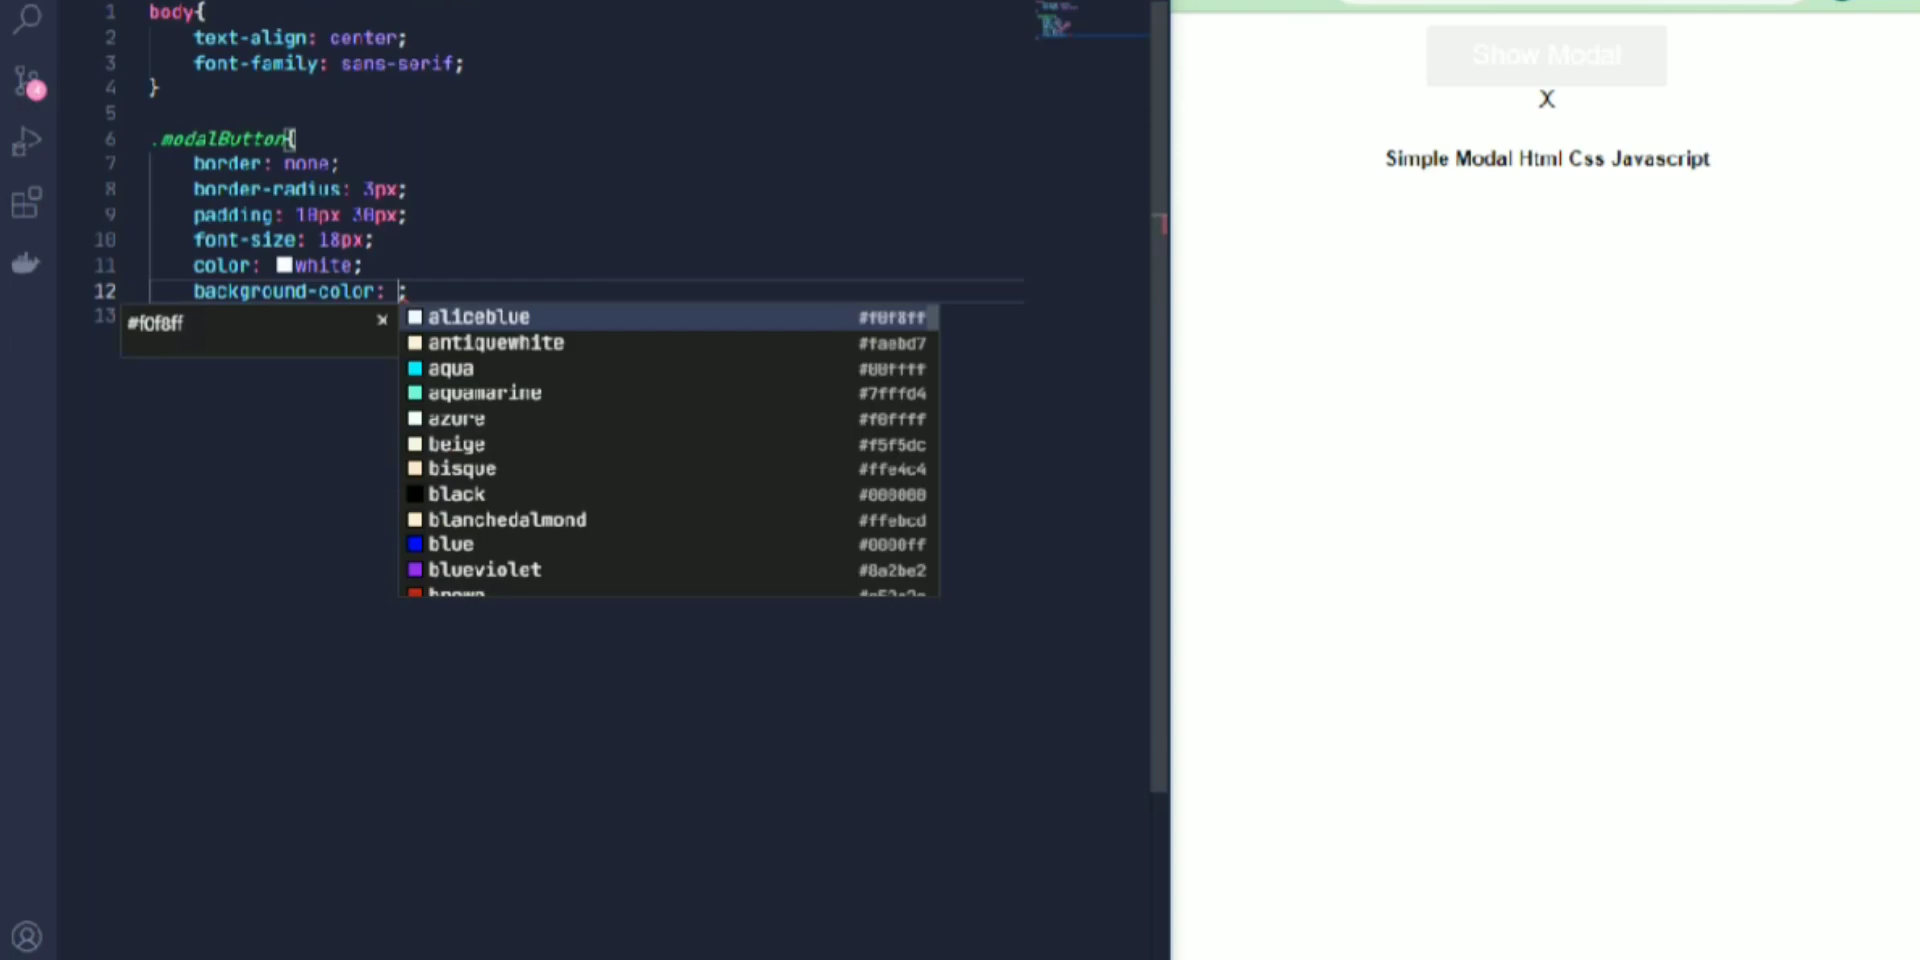 1 body{
2 text-align: center;
3 font-family: sans-serif;
4 }
5
6 .modalButton{
7 border: none;
8 border-radius: 3px;
9 padding: 10px 30px;
10 font-size: 18px;
11 color: white;
12 background-color: ;
13
#f0f8ff ×
aliceblue #f0f8ff
antiquewhite #faebd7
aqua #00ffff
aquamarine #7fffd4
azure #f0ffff
beige #f5f5dc
bisque #ffe4c4
black #000000
blanchedalmond #ffebcd
blue #0000ff
blueviolet #8a2be2
brown
4
Show Modal
X
Simple Modal Html Css Javascript